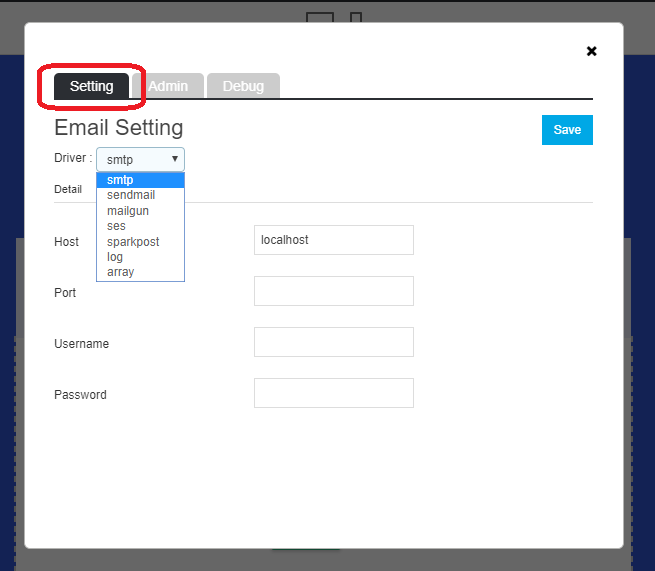 Setting Admin Debug
Email Setting
Save
Driver : smtp
smtp
sendmail
mailgun
ses
sparkpost
log
array
Detail
Host localhost
Port
Username
Password